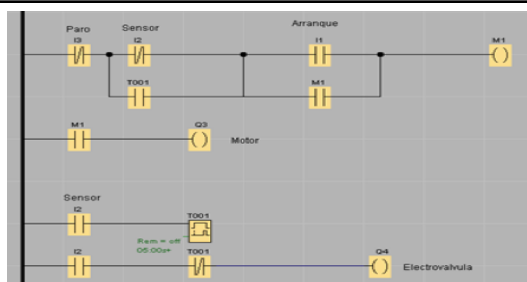 Paro Sensor Arranque
I3 I2 I1 M1
T001 M1
M1 Q3
Motor
Sensor
I2 T001
Rem = off
05:00s+
I2 T001 Q4
Electrovalvula